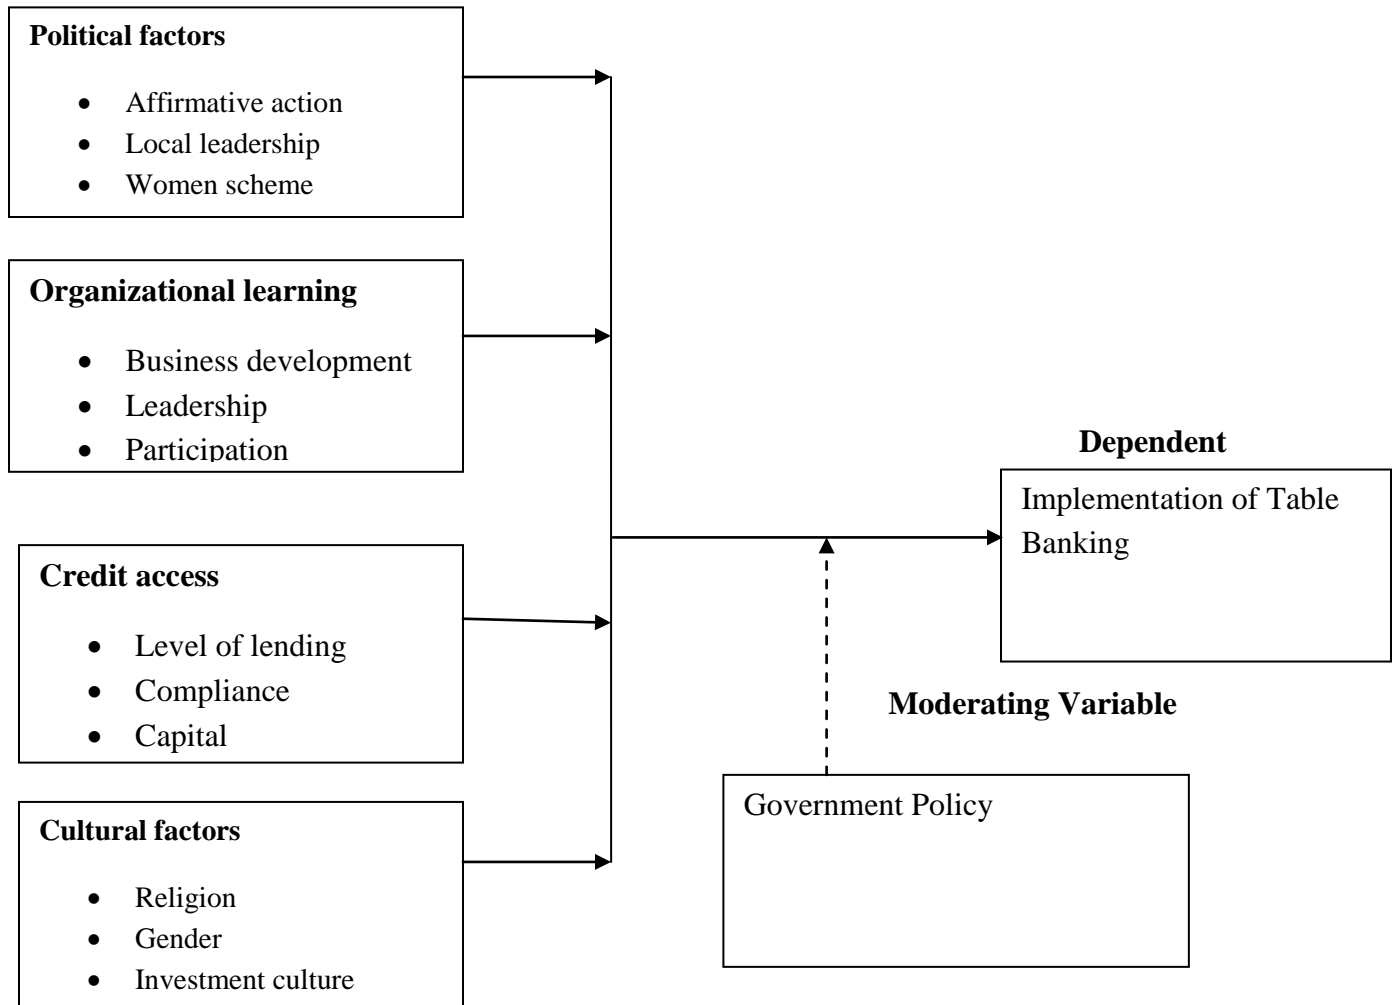 Political factors
• Affirmative action
• Local leadership
• Women scheme
Organizational learning
• Business development
• Leadership
• Participation
Credit access
• Level of lending
• Compliance
• Capital
Cultural factors
• Religion
• Gender
• Investment culture
Dependent
Implementation of Table
Banking
Moderating Variable
Government Policy